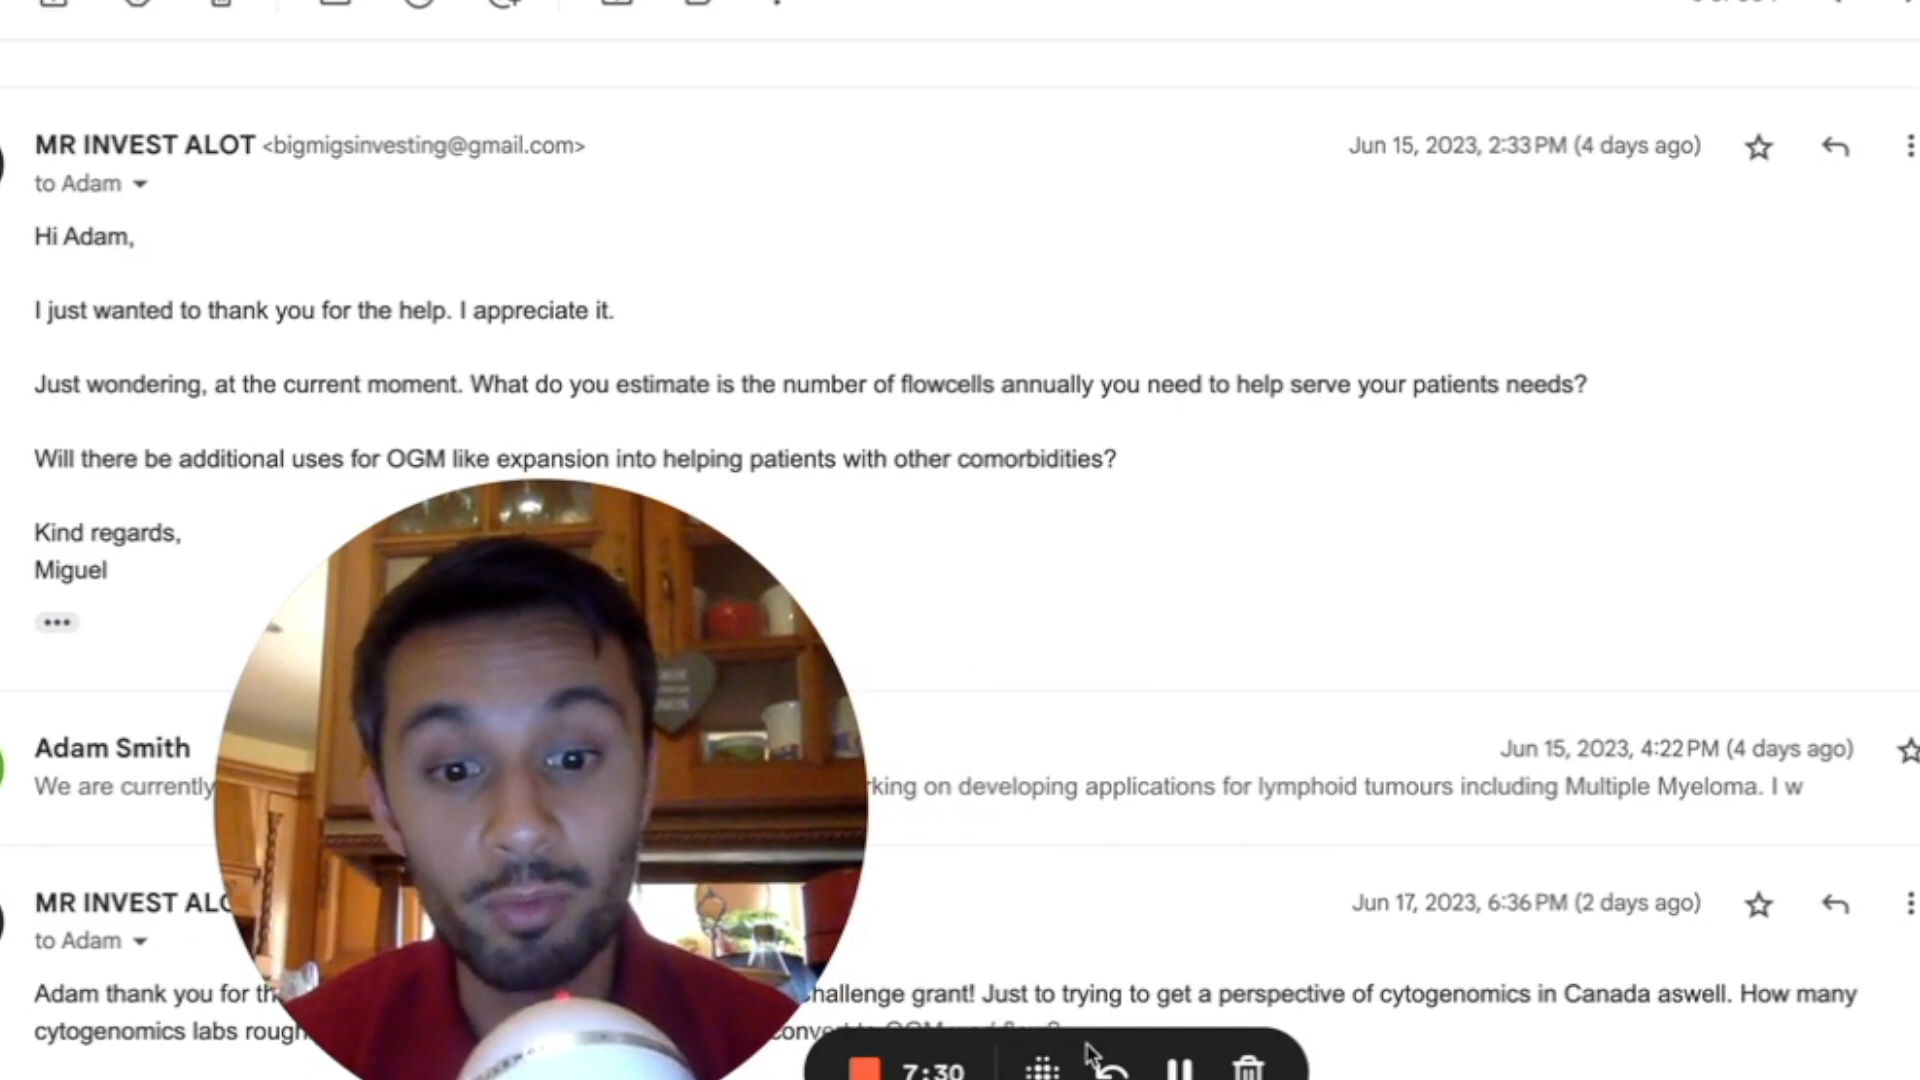 MR INVEST ALOT <bigmigsinvesting@gmail.com> Jun 15, 2023, 2:33 PM (4 days ago)
to Adam
Hi Adam,
I just wanted to thank you for the help. I appreciate it.
Just wondering, at the current moment. What do you estimate is the number of flowcells annually you need to help serve your patients needs?
Will there be additional uses for OGM like expansion into helping patients with other comorbidities?
Kind regards,
Miguel
Adam Smith Jun 15, 2023, 4:22 PM (4 days ago)
We are currently on developing applications for lymphoid tumours including Multiple Myeloma. I w
MR INVEST Jun 17, 2023, 6:36 PM (2 days ago)
to Adam
Adam thank you for grant! Just to trying to get a perspective of cytogenomics in Canada aswell. How many
cytogenomics labs
7:30